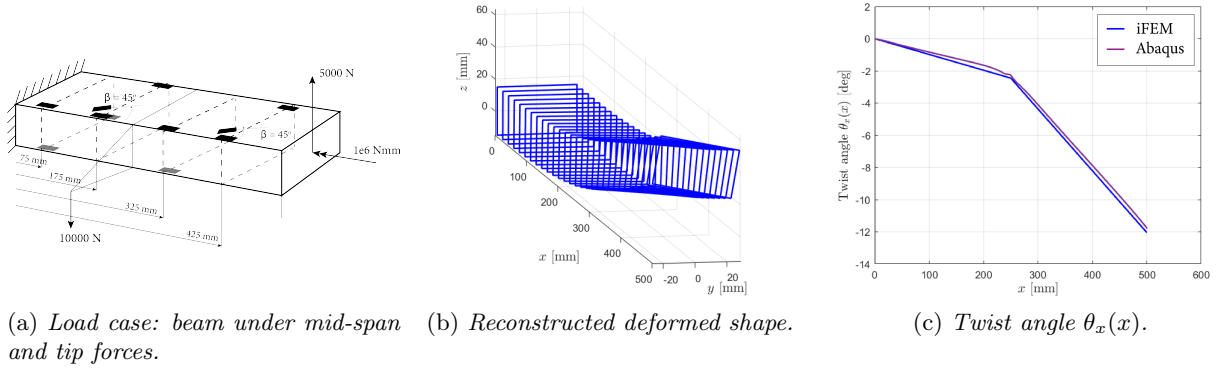 5000 N
β = 45°
β = 45°
1e6 Nmm
75 mm
175 mm
325 mm
10000 N
425 mm
60
40
20
0
z [mm]
0
100
200
300
400
500
x [mm]
-20
0
20
y [mm]
2
0
-2
-4
-6
-8
-10
-12
-14
Twist angle θx(x) [deg]
iFEM
Abaqus
0
100
200
300
400
500
600
x [mm]
(a) Load case: beam under mid-span
and tip forces.
(b) Reconstructed deformed shape.
(c) Twist angle θx(x).